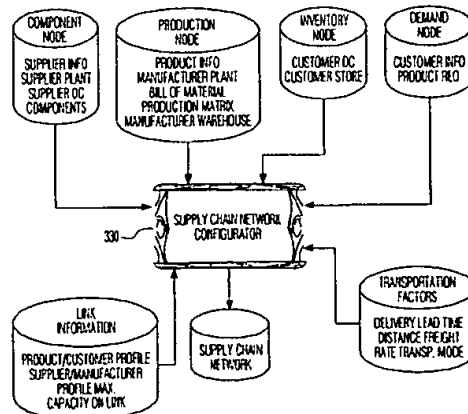 COMPONENT
NODE
SUPPLIER INFO
SUPPLIER PLANT
SUPPLIER DC
COMPONENTS
PRODUCTION
NODE
PRODUCT INFO
MANUFACTURER PLANT
BILL OF MATERIAL
PRODUCTION MATRIX
MANUFACTURER WAREHOUSE
INVENTORY
NODE
CUSTOMER DC
CUSTOMER STORE
DEMAND
NODE
CUSTOMER INFO
PRODUCT REQ
330
SUPPLY CHAIN NETWORK
CONFIGURATOR
LINK
INFORMATION
PRODUCT/CUSTOMER PROFILE
SUPPLIER/MANUFACTURER
PROFILE MAX.
CAPACITY ON LINK
SUPPLY CHAIN
NETWORK
TRANSPORTATION
FACTORS
DELIVERY LEAD TIME
DISTANCE FREIGHT
RATE TRANSP. MODE